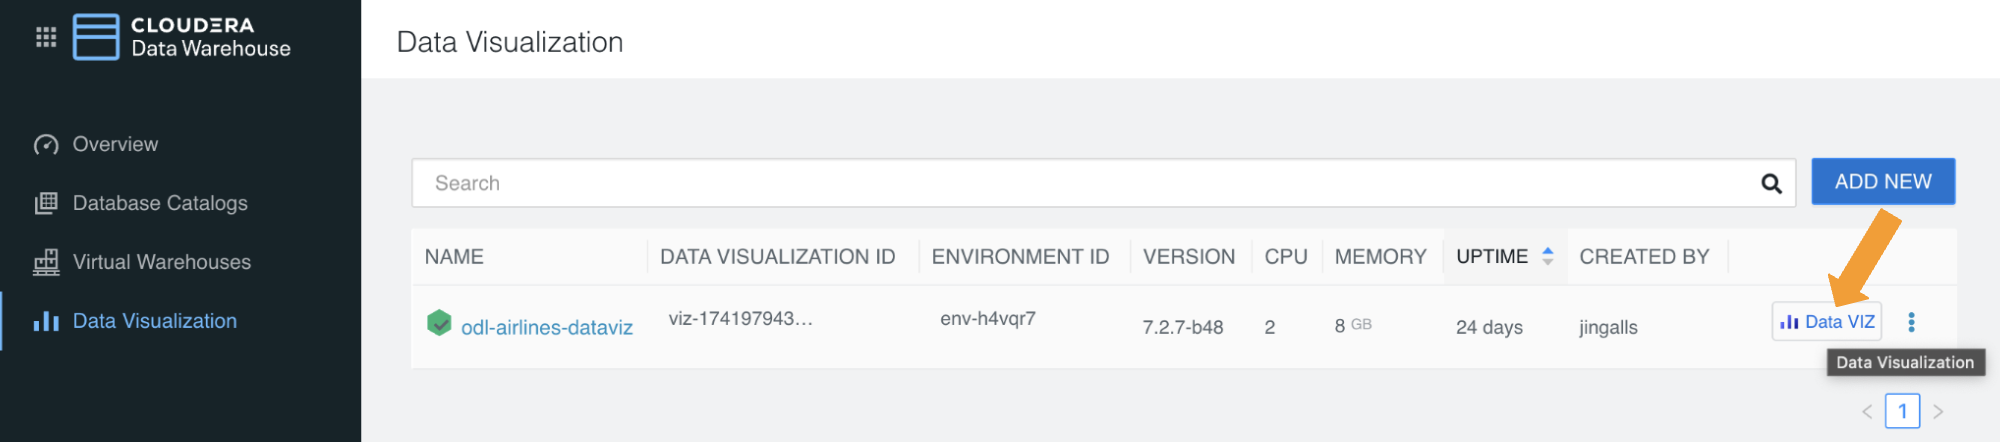 CLOUDERA
Data Warehouse
Overview
Database Catalogs
Virtual Warehouses
Data Visualization
Data Visualization
Search
ADD NEW
NAME DATA VISUALIZATION ID ENVIRONMENT ID VERSION CPU MEMORY UPTIME CREATED BY
odl-airlines-dataviz viz-174197943... env-h4vqr7 7.2.7-b48 2 8 GB 24 days jingalls Data VIZ
Data Visualization
< 1 >